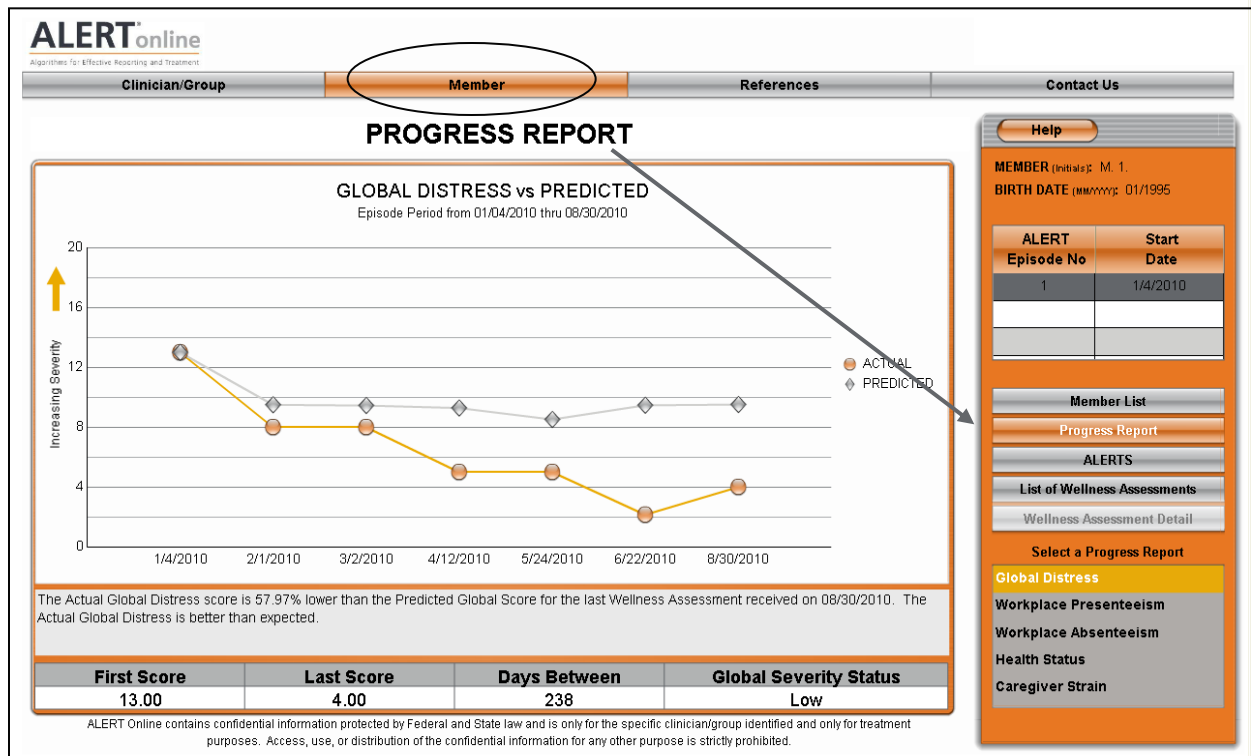 ALERT® online
Algorithms for Effective Reporting and Treatment
Clinician/Group
Member
References
Contact Us
PROGRESS REPORT
GLOBAL DISTRESS vs PREDICTED
Episode Period from 01/04/2010 thru 08/30/2010
20
16
12
8
4
0
Increasing Severity
1/4/2010 2/1/2010 3/2/2010 4/12/2010 5/24/2010 6/22/2010 8/30/2010
ACTUAL
PREDICTED
The Actual Global Distress score is 57.97% lower than the Predicted Global Score for the last Wellness Assessment received on 08/30/2010. The
Actual Global Distress is better than expected.
First Score Last Score Days Between Global Severity Status
13.00 4.00 238 Low
ALERT Online contains confidential information protected by Federal and State law and is only for the specific clinician/group identified and only for treatment
purposes. Access, use, or distribution of the confidential information for any other purpose is strictly prohibited.
Help
MEMBER (Initials): M. 1.
BIRTH DATE (MM/YYYY): 01/1995
ALERT Start
Episode No Date
1 1/4/2010
Member List
Progress Report
ALERTS
List of Wellness Assessments
Wellness Assessment Detail
Select a Progress Report
Global Distress
Workplace Presenteeism
Workplace Absenteeism
Health Status
Caregiver Strain